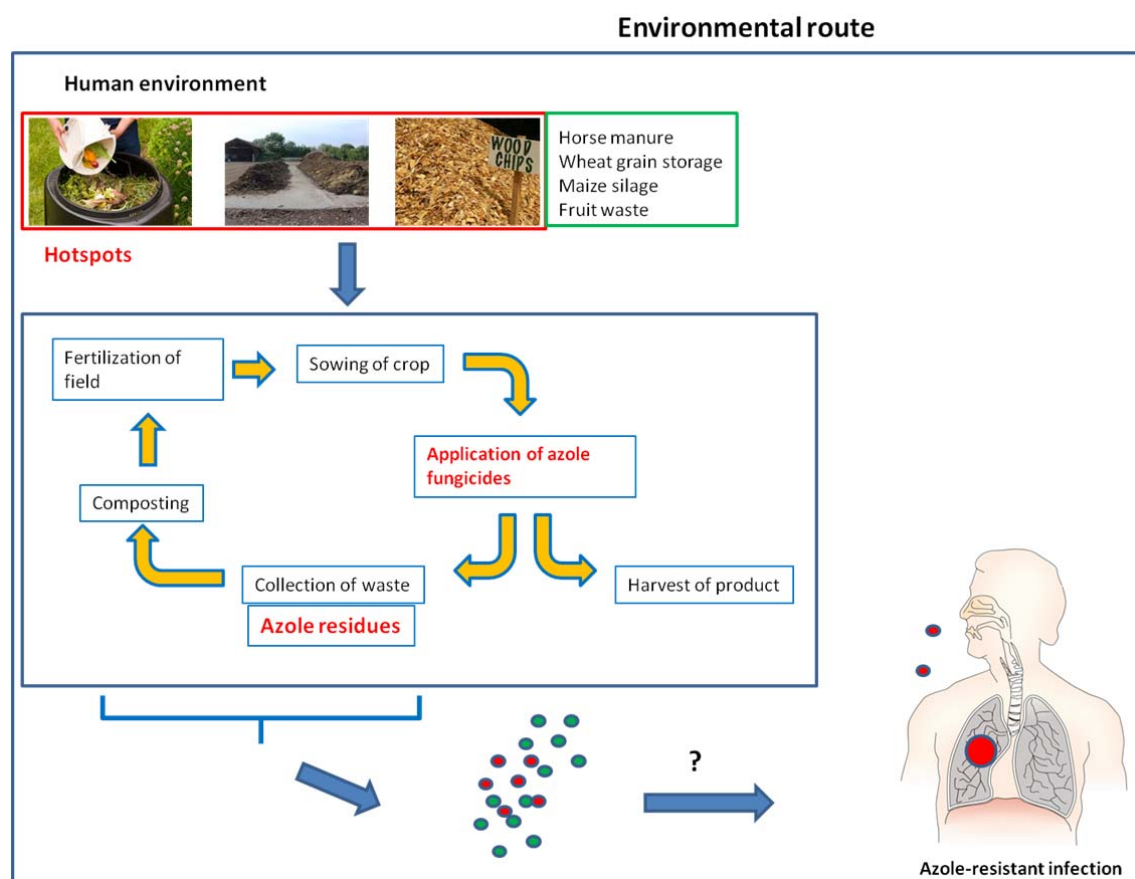 Environmental route
Human environment
WOOD
CHIPS
Horse manure
Wheat grain storage
Maize silage
Fruit waste
Hotspots
Fertilization of
field
Sowing of crop
Application of azole
fungicides
Composting
Collection of waste
Azole residues
Harvest of product
?
Azole-resistant infection